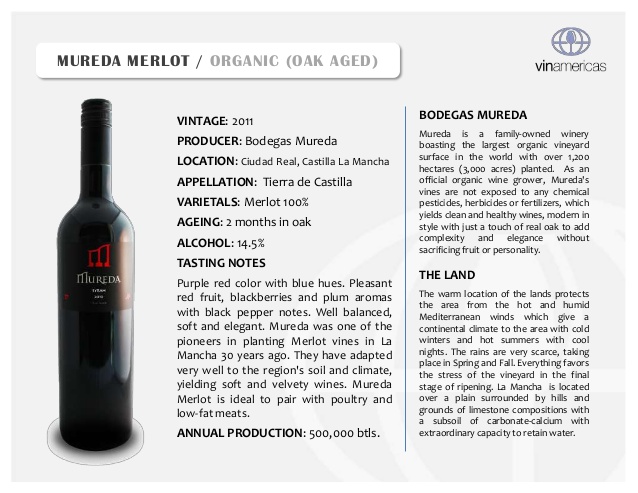 MUREDA MERLOT / ORGANIC (OAK AGED)
vinamericas
MUREDA
SYRAH
2012
VINTAGE: 2011
PRODUCER: Bodegas Mureda
LOCATION: Ciudad Real, Castilla La Mancha
APPELLATION: Tierra de Castilla
VARIETALS: Merlot 100%
AGEING: 2 months in oak
ALCOHOL: 14.5%
TASTING NOTES
Purple red color with blue hues. Pleasant
red fruit, blackberries and plum aromas
with black pepper notes. Well balanced,
soft and elegant. Mureda was one of the
pioneers in planting Merlot vines in La
Mancha 30 years ago. They have adapted
very well to the region's soil and climate,
yielding soft and velvety wines. Mureda
Merlot is ideal to pair with poultry and
low-fat meats.
ANNUAL PRODUCTION: 500,000 btls.
BODEGAS MUREDA
Mureda is a family-owned winery
boasting the largest organic vineyard
surface in the world with over 1,200
hectares (3,000 acres) planted. As an
official organic wine grower, Mureda's
vines are not exposed to any chemical
pesticides, herbicides or fertilizers, which
yields clean and healthy wines, modern in
style with just a touch of real oak to add
complexity and elegance without
sacrificing fruit or personality.
THE LAND
The warm location of the lands protects
the area from the hot and humid
Mediterranean winds which give a
continental climate to the area with cold
winters and hot summers with cool
nights. The rains are very scarce, taking
place in Spring and Fall. Everything favors
the stress of the vineyard in the final
stage of ripening. La Mancha is located
over a plain surrounded by hills and
grounds of limestone compositions with
a subsoil of carbonate-calcium with
extraordinary capacity to retain water.